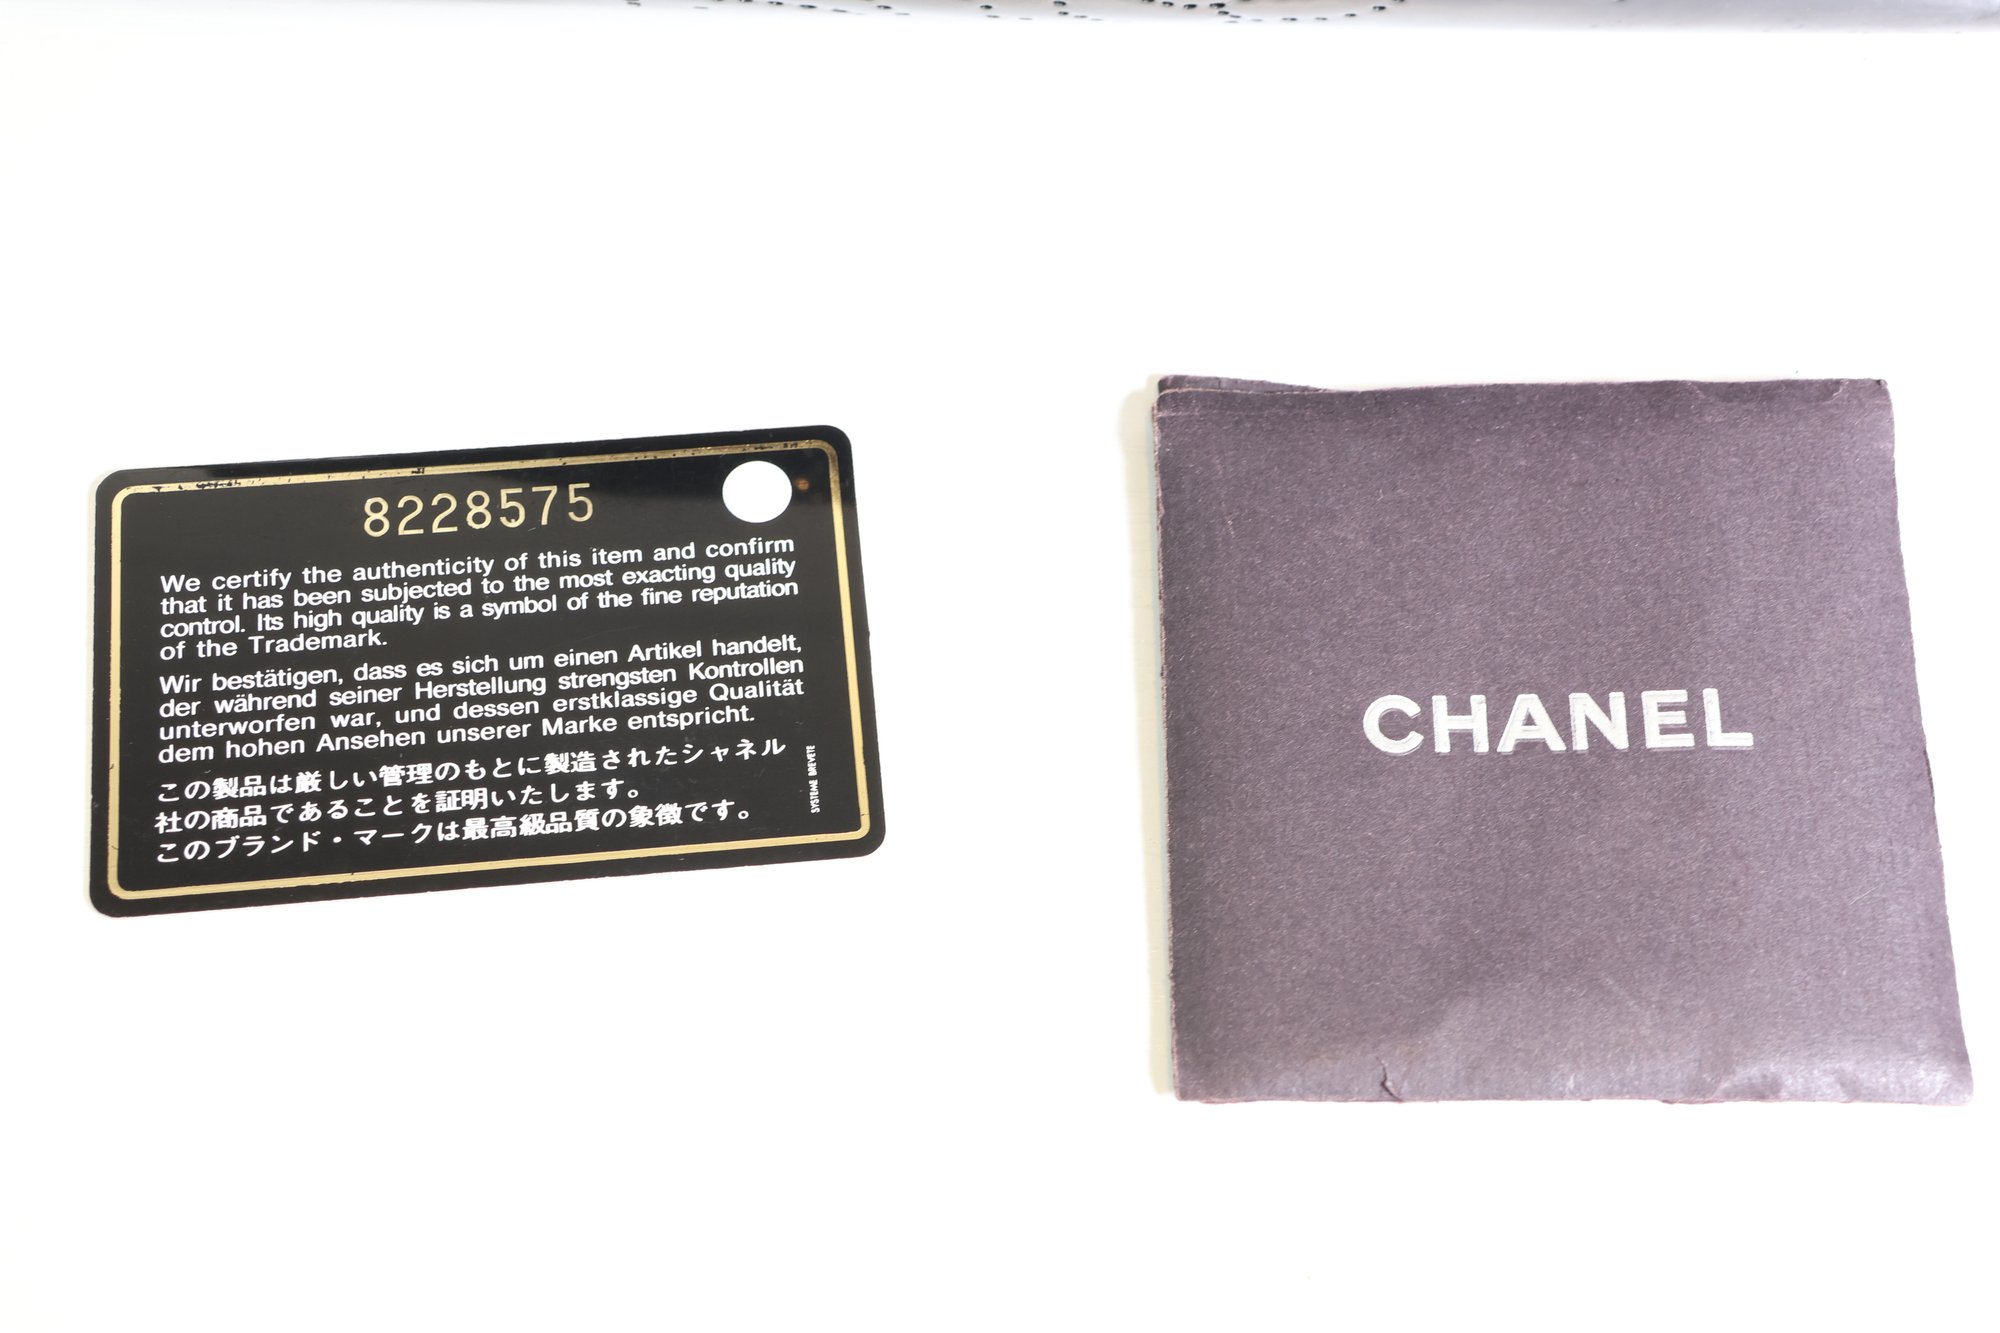 8228575
We certify the authenticity of this item and confirm
that it has been subjected to the most exacting quality
control. Its high quality is a symbol of the fine reputation
of the Trademark.
Wir bestätigen, dass es sich um einen Artikel handelt,
der während seiner Herstellung strengsten Kontrollen
unterworfen war, und dessen erstklassige Qualität
dem hohen Ansehen unserer Marke entspricht.
この製品は厳しい管理のもとに製造されたシャネル
社の商品であることを証明いたします。
このブランド・マークは最高級品質の象徴です。
SYSTEME BREVETE
CHANEL